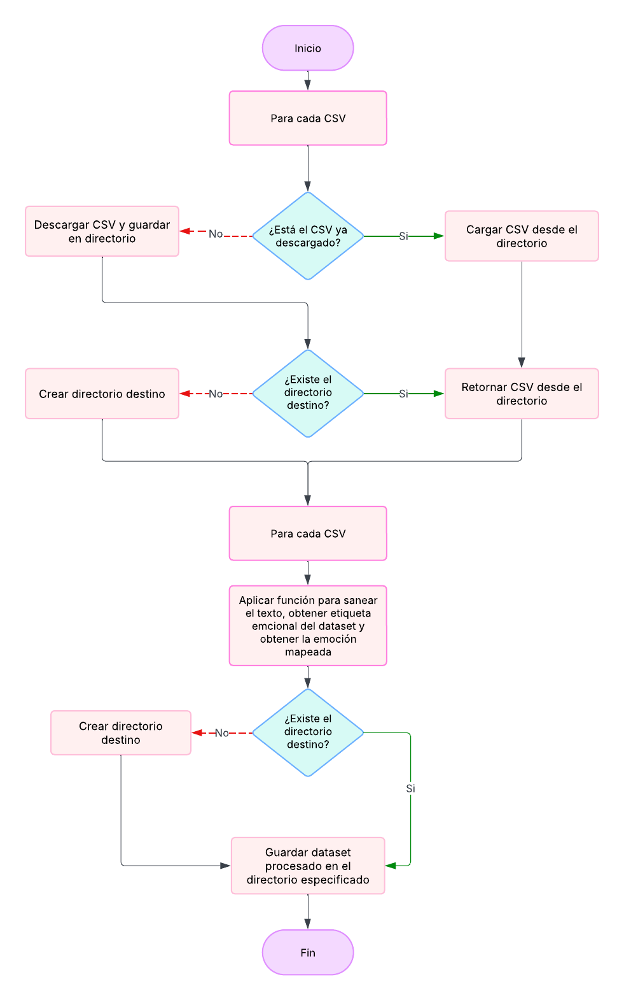 Inicio
Para cada CSV
Descargar CSV y guardar
en directorio
No
¿Está el CSV ya
descargado?
Si
Cargar CSV desde el
directorio
Crear directorio destino
No
¿Existe el
directorio
destino?
Si
Retornar CSV desde el
directorio
Para cada CSV
Aplicar función para sanear
el texto, obtener etiqueta
emcional del dataset y
obtener la emoción
mapeada
Crear directorio
destino
No
¿Existe el
directorio
destino?
Si
Guardar dataset
procesado en el
directorio especificado
Fin